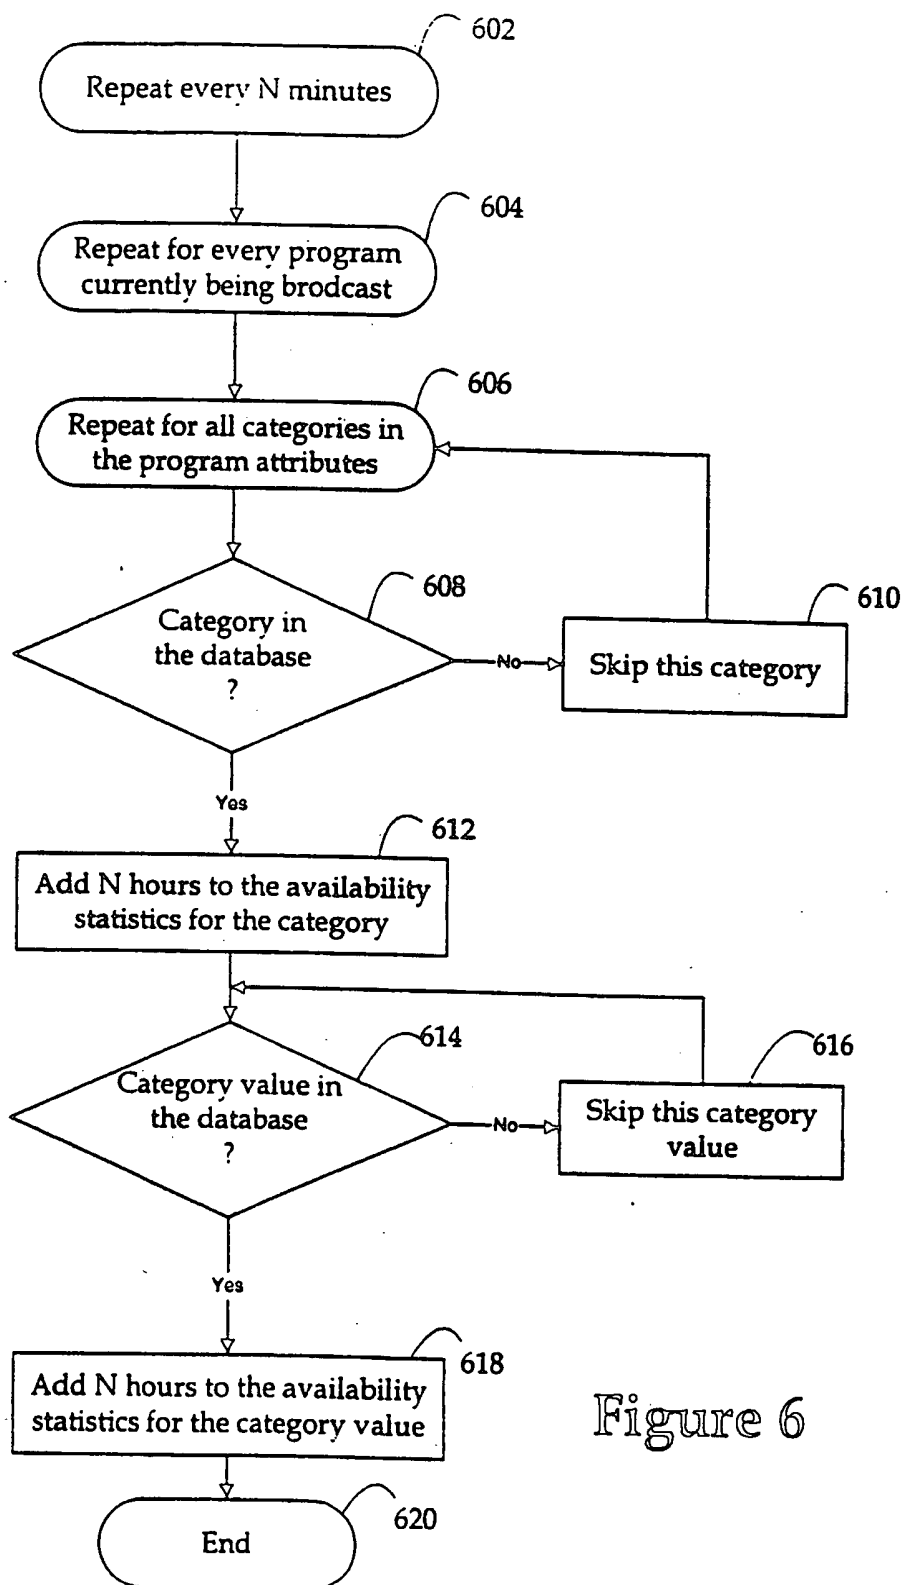 602
Repeat every N minutes
604
Repeat for every program
currently being brodcast
606
Repeat for all categories in
the program attributes
608
Category in
the database
?
No
610
Skip this category
Yes
612
Add N hours to the availability
statistics for the category
614
Category value in
the database
?
No
616
Skip this category
value
Yes
618
Add N hours to the availability
statistics for the category value
Figure 6
620
End